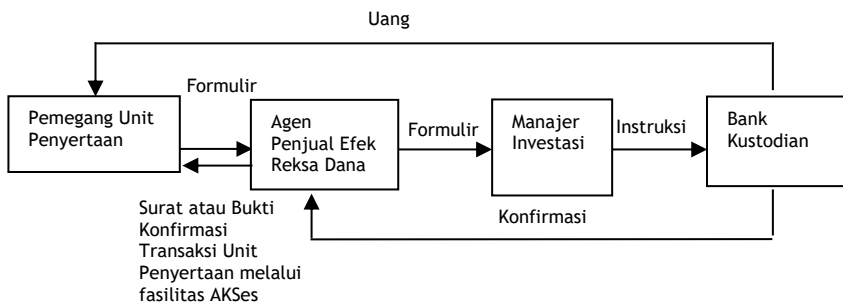 Uang
Formulir
Pemegang Unit
Penyertaan
Agen
Penjual Efek
Reksa Dana
Formulir
Manajer
Investasi
Instruksi
Bank
Kustodian
Surat atau Bukti
Konfirmasi
Transaksi Unit
Penyertaan melalui
fasilitas AKSes
Konfirmasi